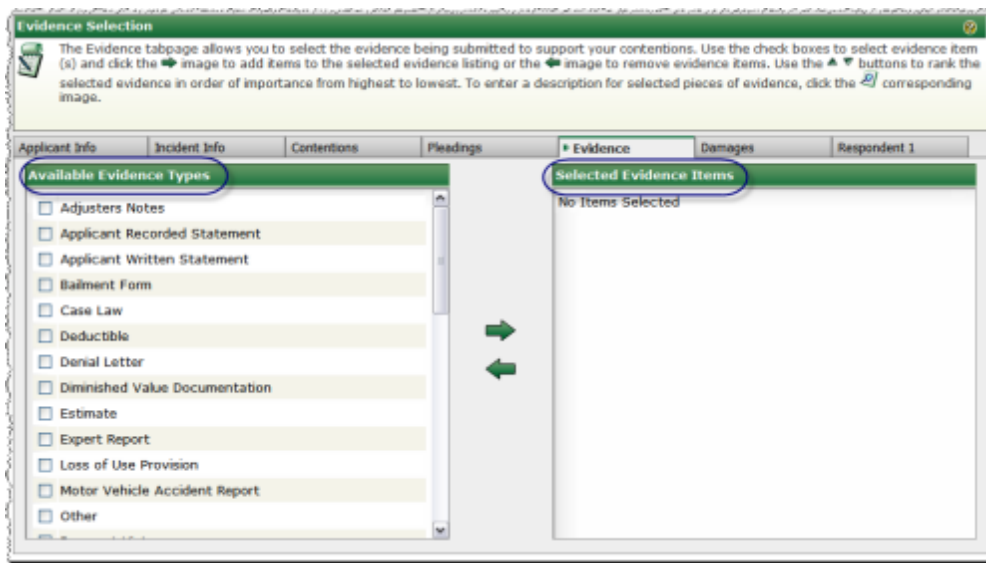 Evidence Selection
The Evidence tabpage allows you to select the evidence being submitted to support your contentions. Use the check boxes to select evidence item
(s) and click the image to add items to the selected evidence listing or the image to remove evidence items. Use the buttons to rank the
selected evidence in order of importance from highest to lowest. To enter a description for selected pieces of evidence, click the corresponding
image.
Applicant Info Incident Info Contentions Pleadings Evidence Damages Respondent 1
Available Evidence Types Selected Evidence Items
No Items Selected
Adjusters Notes
Applicant Recorded Statement
Applicant Written Statement
Bailment Form
Case Law
Deductible
Denial Letter
Diminished Value Documentation
Estimate
Expert Report
Loss of Use Provision
Motor Vehicle Accident Report
Other